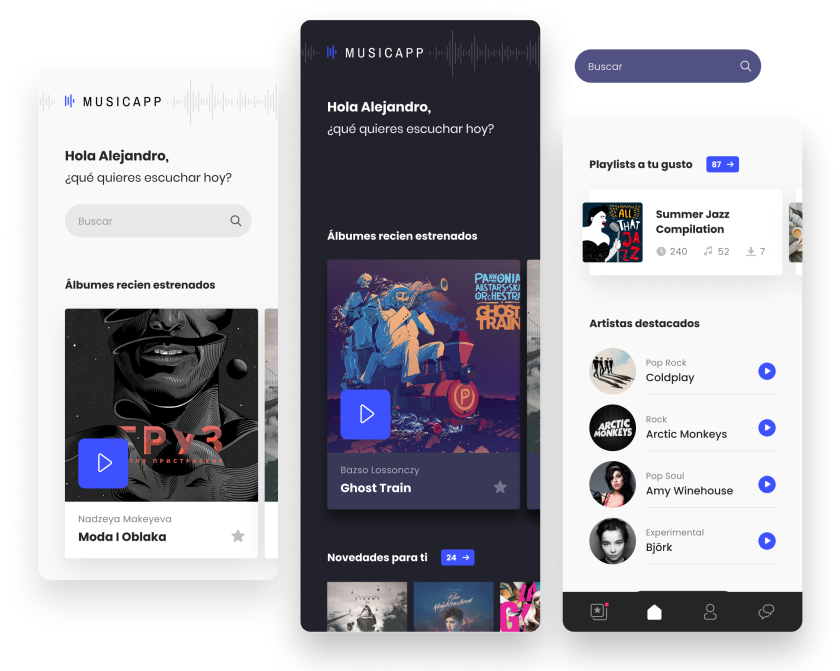 MUSICAPP
Hola Alejandro,
¿qué quieres escuchar hoy?
Buscar
Álbumes recien estrenados
ГРУЗ
Nadzeya Makeyeva
Moda I Oblaka
MUSICAPP
Hola Alejandro,
¿qué quieres escuchar hoy?
Álbumes recien estrenados
PANNONIA
ALLSTARS SKA
ORCHESTRA
GHOST
TRAIN
P
Bazso Lossonczy
Ghost Train
Novedades para ti
24 →
Buscar
Playlists a tu gusto
87 →
ALL
THAT
JAZZ
Summer Jazz
Compilation
240
52
7
Artistas destacados
Pop Rock
Coldplay
Rock
Arctic Monkeys
ARCTIC
MONKEYS
Pop Soul
Amy Winehouse
Experimental
Björk